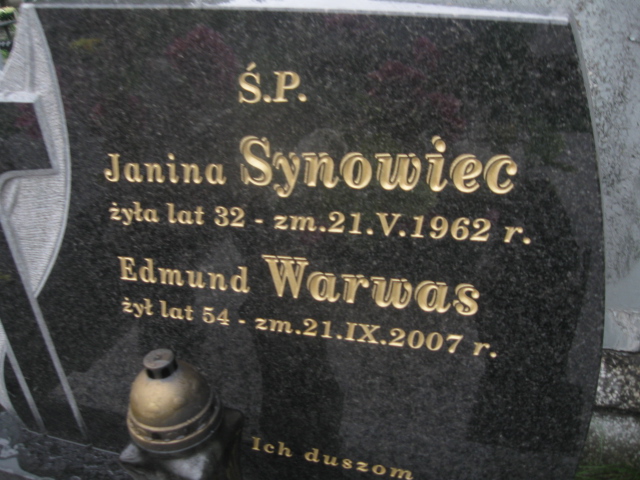 Ś.P.
Janina Synowiec
żyła lat 32 - zm.21.V.1962 r.
Edmund Warwas
żył lat 54 - zm.21.IX.2007 r.
Ich duszom